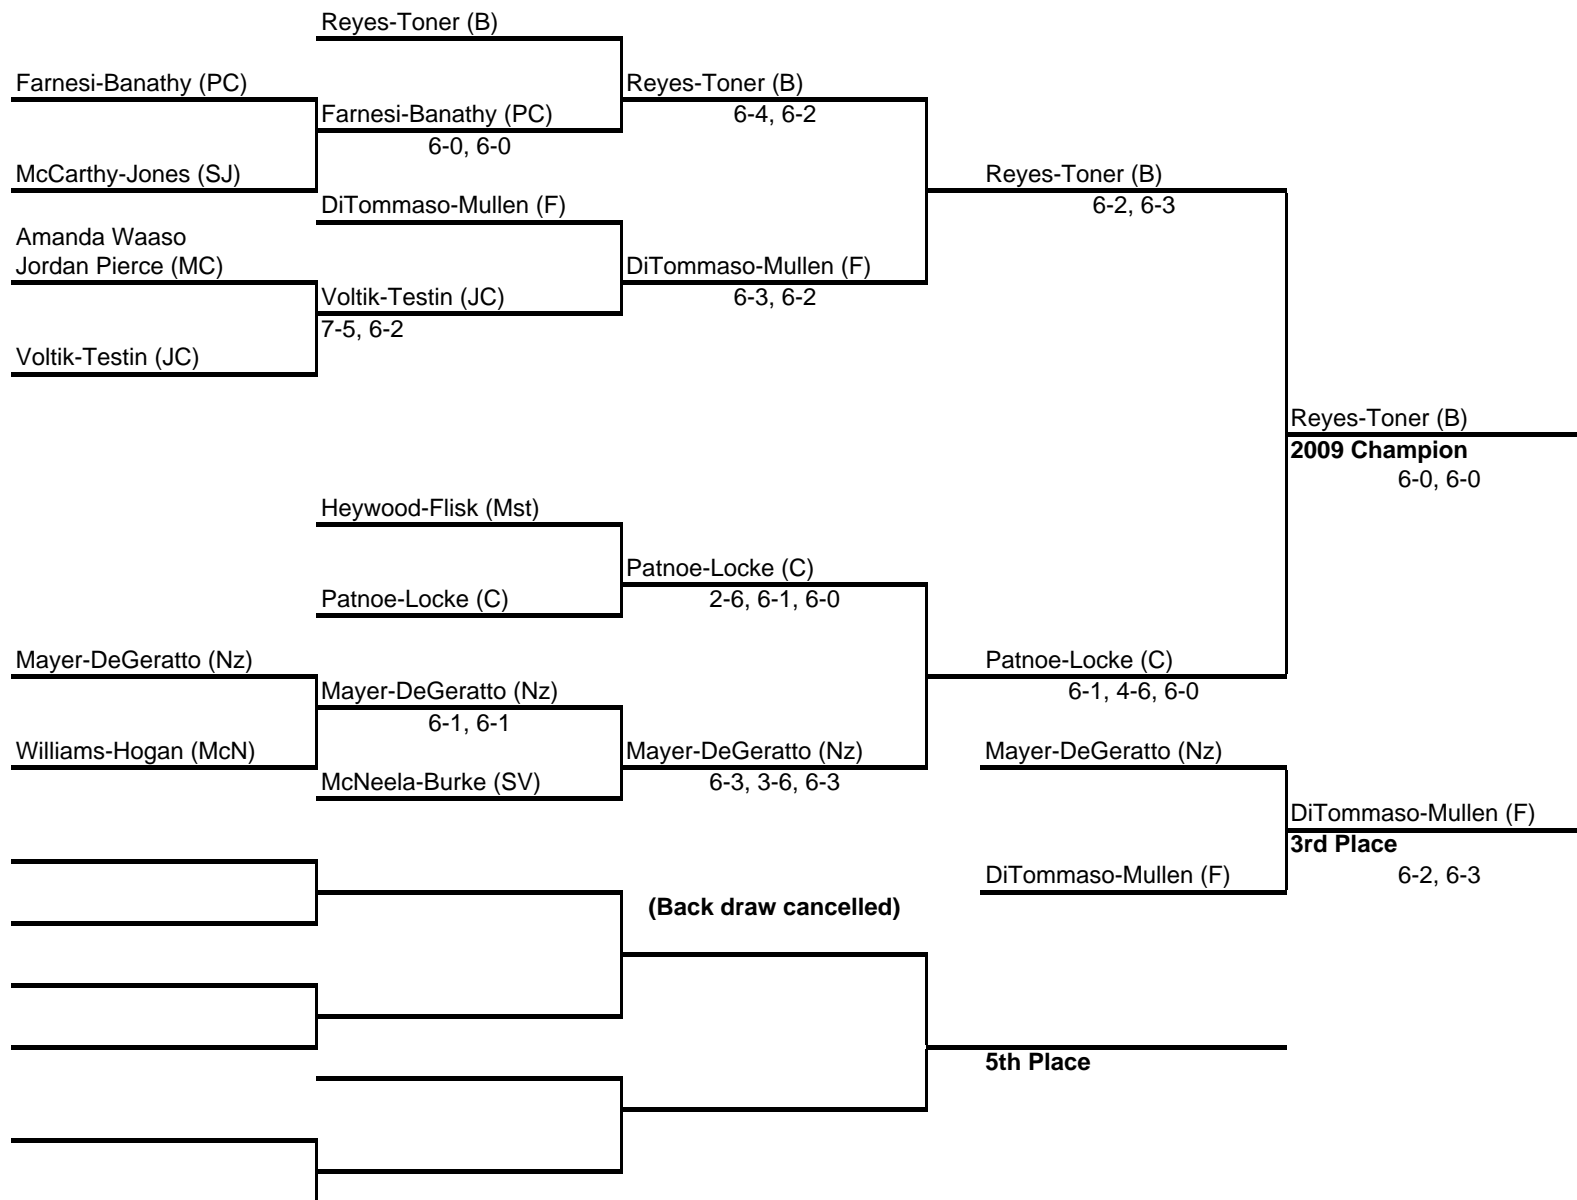 Reyes-Toner (B)
Farnesi-Banathy (PC)
Reyes-Toner (B)
Farnesi-Banathy (PC)
6-4, 6-2
6-0, 6-0
McCarthy-Jones (SJ)
Reyes-Toner (B)
DiTommaso-Mullen (F)
6-2, 6-3
Amanda Waaso
Jordan Pierce (MC)
DiTommaso-Mullen (F)
Voltik-Testin (JC)
6-3, 6-2
7-5, 6-2
Voltik-Testin (JC)
Reyes-Toner (B)
2009 Champion
6-0, 6-0
Heywood-Flisk (Mst)
Patnoe-Locke (C)
Patnoe-Locke (C)
2-6, 6-1, 6-0
Mayer-DeGeratto (Nz)
Patnoe-Locke (C)
Mayer-DeGeratto (Nz)
6-1, 4-6, 6-0
6-1, 6-1
Williams-Hogan (McN)
Mayer-DeGeratto (Nz)
Mayer-DeGeratto (Nz)
McNeela-Burke (SV)
6-3, 3-6, 6-3
DiTommaso-Mullen (F)
3rd Place
DiTommaso-Mullen (F)
6-2, 6-3
(Back draw cancelled)
5th Place